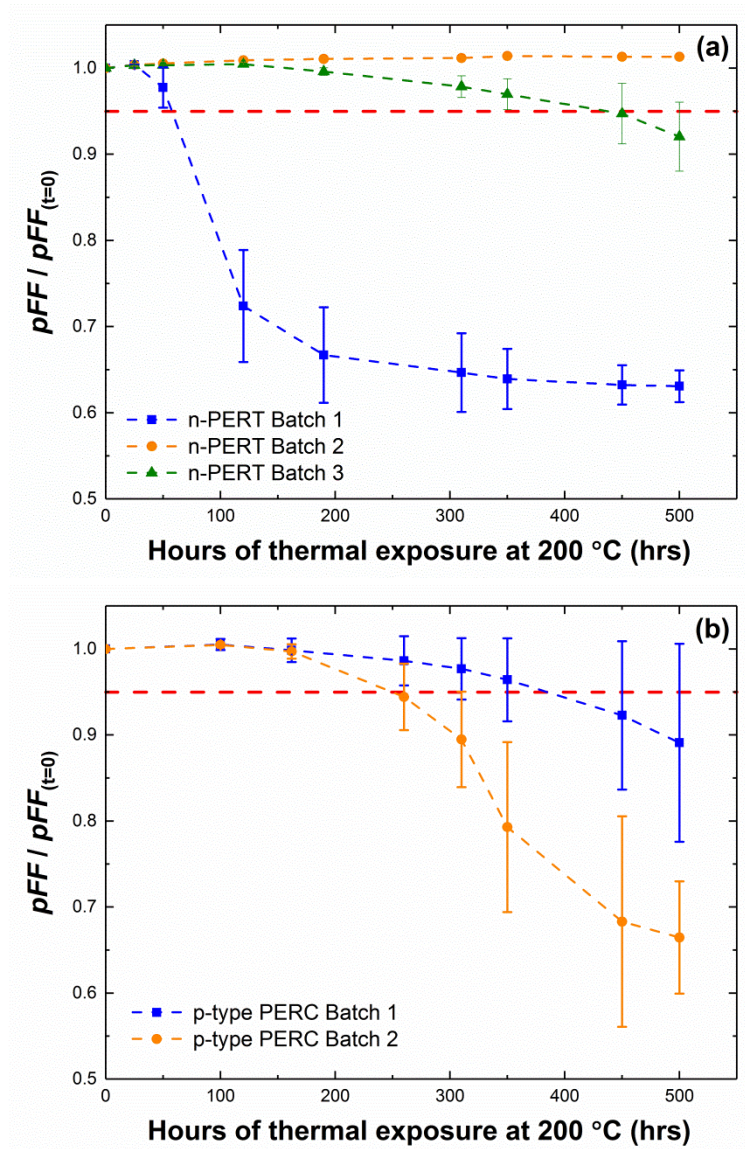 (a)
1.0
0.9
0.8
0.7
0.6
0.5
pFF / pFF(t=0)
n-PERT Batch 1
n-PERT Batch 2
n-PERT Batch 3
0 100 200 300 400 500
Hours of thermal exposure at 200 °C (hrs)
(b)
1.0
0.9
0.8
0.7
0.6
0.5
pFF / pFF(t=0)
p-type PERC Batch 1
p-type PERC Batch 2
0 100 200 300 400 500
Hours of thermal exposure at 200 °C (hrs)